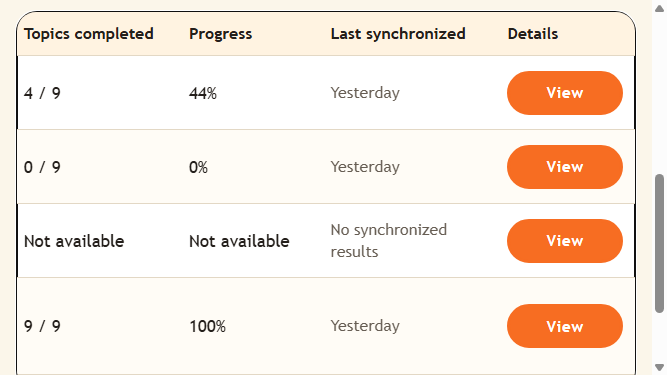 Topics completed Progress Last synchronized Details
4 / 9 44% Yesterday View
0 / 9 0% Yesterday View
Not available Not available No synchronized results View
9 / 9 100% Yesterday View